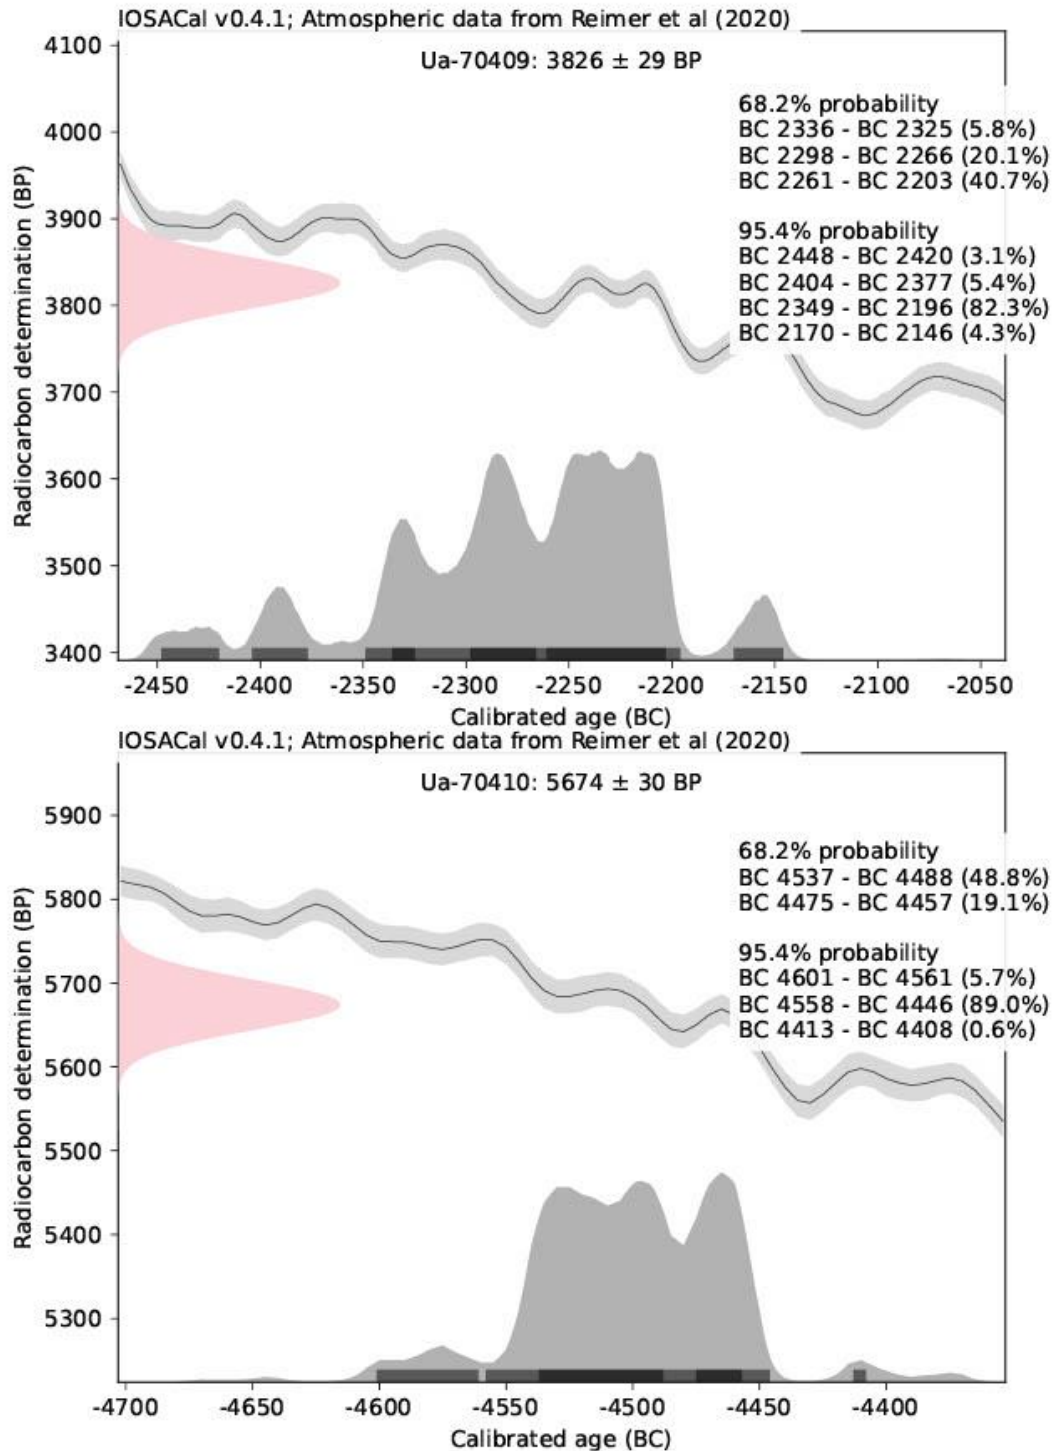 IOSACal v0.4.1; Atmospheric data from Reimer et al (2020)
Ua-70409: 3826 ± 29 BP
68.2% probability
BC 2336 - BC 2325 (5.8%)
BC 2298 - BC 2266 (20.1%)
BC 2261 - BC 2203 (40.7%)
95.4% probability
BC 2448 - BC 2420 (3.1%)
BC 2404 - BC 2377 (5.4%)
BC 2349 - BC 2196 (82.3%)
BC 2170 - BC 2146 (4.3%)
Radiocarbon determination (BP)
4100
4000
3900
3800
3700
3600
3500
3400
-2450 -2400 -2350 -2300 -2250 -2200 -2150 -2100 -2050
Calibrated age (BC)
IOSACal v0.4.1; Atmospheric data from Reimer et al (2020)
Ua-70410: 5674 ± 30 BP
68.2% probability
BC 4537 - BC 4488 (48.8%)
BC 4475 - BC 4457 (19.1%)
95.4% probability
BC 4601 - BC 4561 (5.7%)
BC 4558 - BC 4446 (89.0%)
BC 4413 - BC 4408 (0.6%)
Radiocarbon determination (BP)
5900
5800
5700
5600
5500
5400
5300
-4700 -4650 -4600 -4550 -4500 -4450 -4400
Calibrated age (BC)